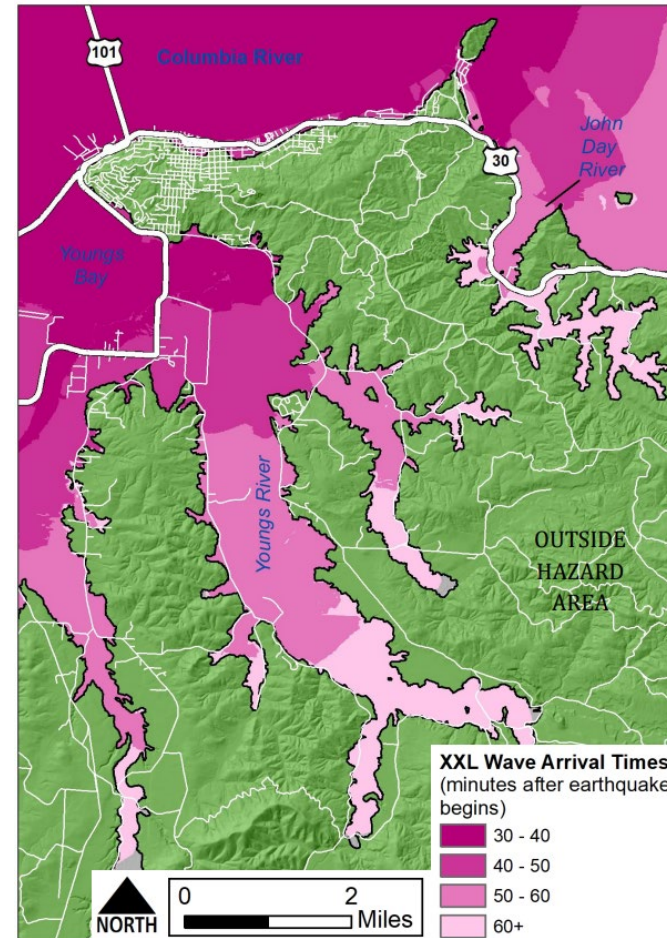 101
Columbia River
30
John
Day
River
Youngs
Bay
Youngs River
OUTSIDE
HAZARD
AREA
XXL Wave Arrival Times
(minutes after earthquake
begins)
30 - 40
40 - 50
50 - 60
60+
NORTH
0 2
Miles